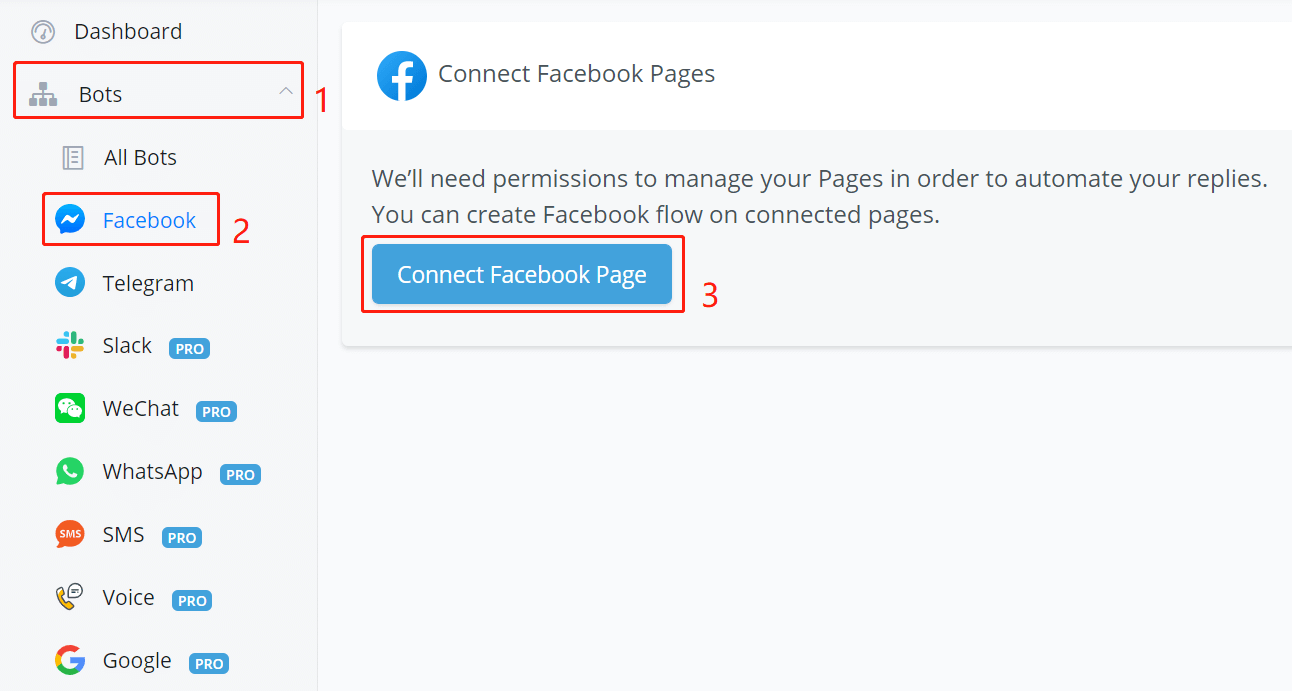 Dashboard
Bots
1
All Bots
Facebook
2
Telegram
Slack PRO
WeChat PRO
WhatsApp PRO
SMS SMS PRO
Voice PRO
Google PRO
Connect Facebook Pages
We’ll need permissions to manage your Pages in order to automate your replies.
You can create Facebook flow on connected pages.
Connect Facebook Page
3